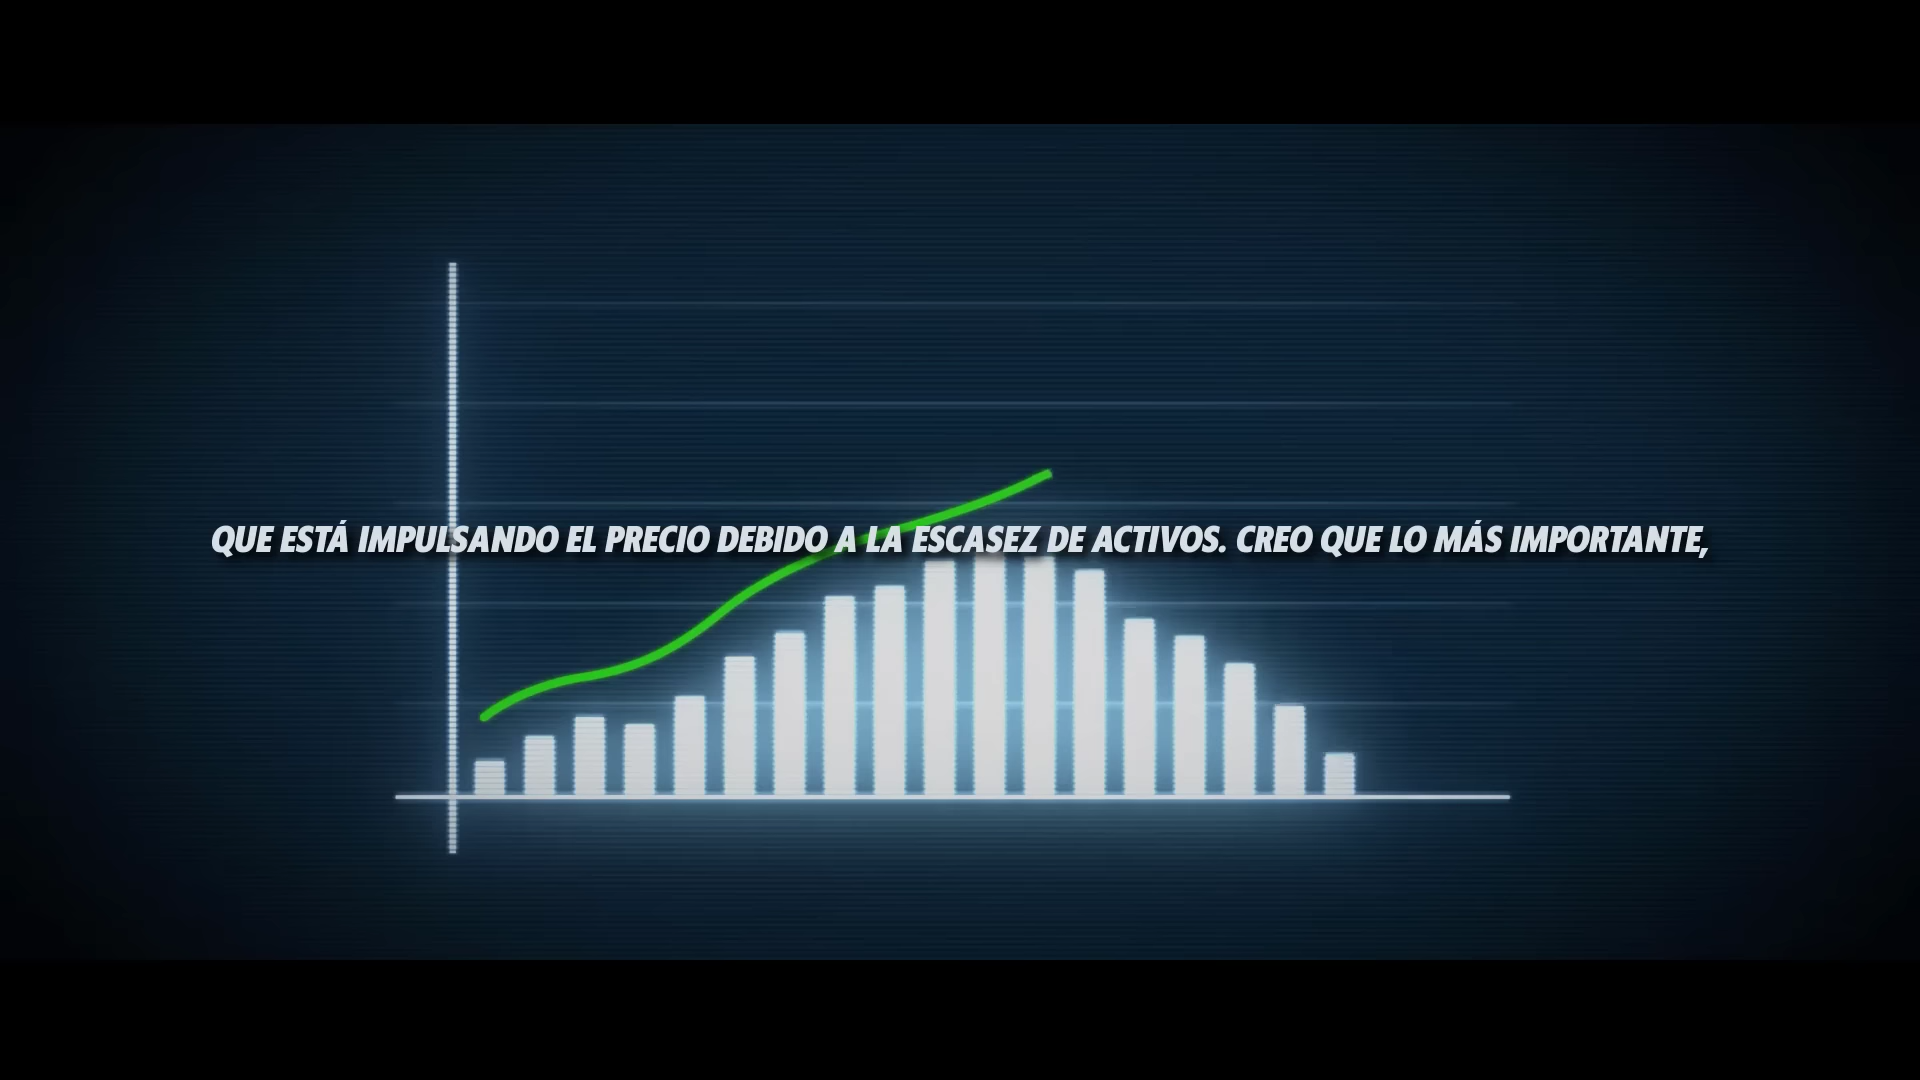 QUE ESTÁ IMPULSANDO EL PRECIO DEBIDO A LA ESCASEZ DE ACTIVOS. CREO QUE LO MÁS IMPORTANTE,